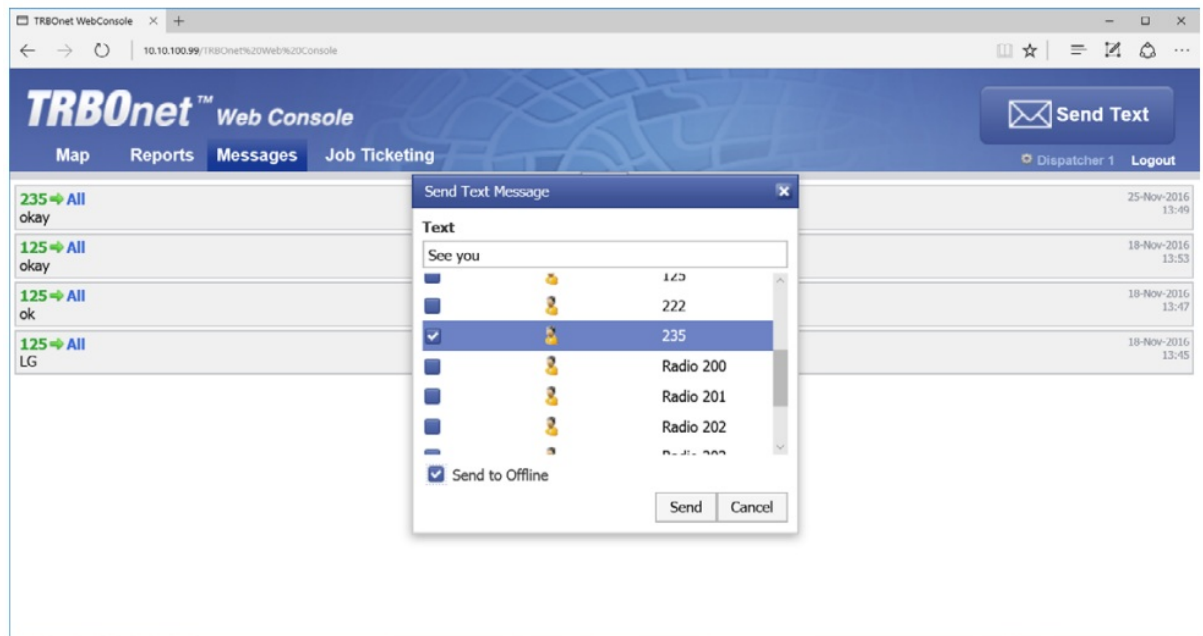 TRBOnet WebConsole
10.10.100.99/TRBOnet%20Web%20Console
TRBOnet™ Web Console
Send Text
Map Reports Messages Job Ticketing
Dispatcher 1 Logout
235 All
okay
25-Nov-2016
13:49
125 All
okay
18-Nov-2016
13:53
125 All
ok
18-Nov-2016
13:47
125 All
LG
18-Nov-2016
13:45
Send Text Message
Text
See you
125
222
235
Radio 200
Radio 201
Radio 202
Send to Offline
Send Cancel